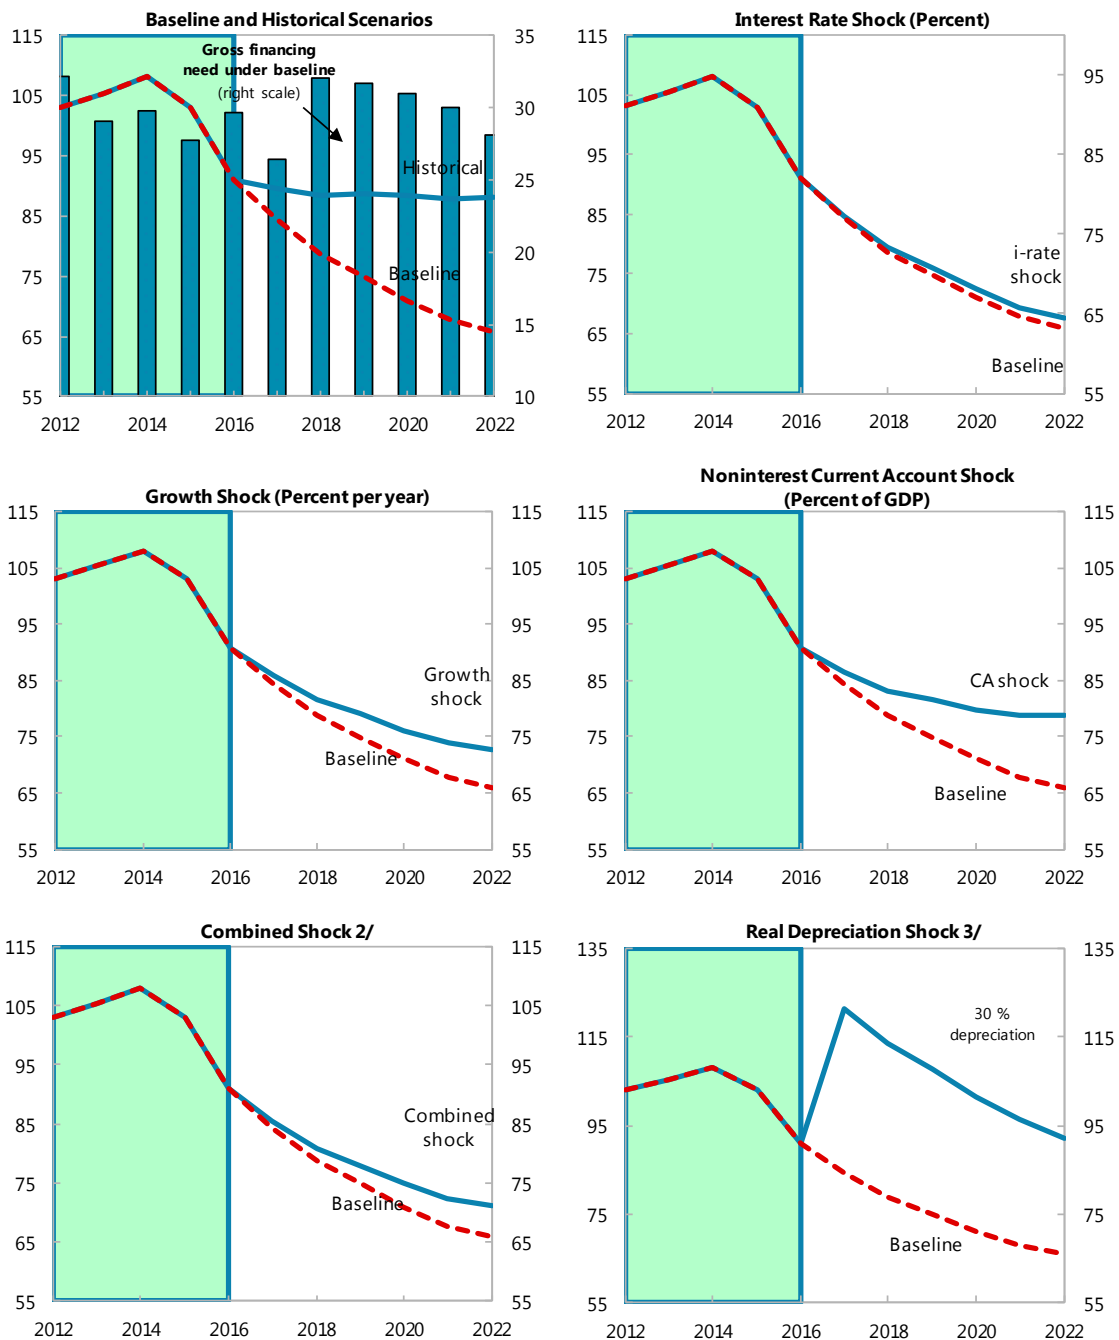 Baseline and Historical Scenarios
115
105
95
85
75
65
55
35
30
25
20
15
10
Gross financing
need under baseline
(right scale)
Historical
Baseline
2012 2014 2016 2018 2020 2022
Interest Rate Shock (Percent)
115
105
95
85
75
65
55
95
85
75
65
55
i-rate
shock
Baseline
2012 2014 2016 2018 2020 2022
Growth Shock (Percent per year)
115
105
95
85
75
65
55
115
105
95
85
75
65
55
Growth
shock
Baseline
2012 2014 2016 2018 2020 2022
Noninterest Current Account Shock
(Percent of GDP)
115
105
95
85
75
65
55
115
105
95
85
75
65
55
CA shock
Baseline
2012 2014 2016 2018 2020 2022
Combined Shock 2/
115
105
95
85
75
65
55
115
105
95
85
75
65
55
Combined
shock
Baseline
2012 2014 2016 2018 2020 2022
Real Depreciation Shock 3/
135
115
95
75
55
135
115
95
75
55
30 %
depreciation
Baseline
2012 2014 2016 2018 2020 2022